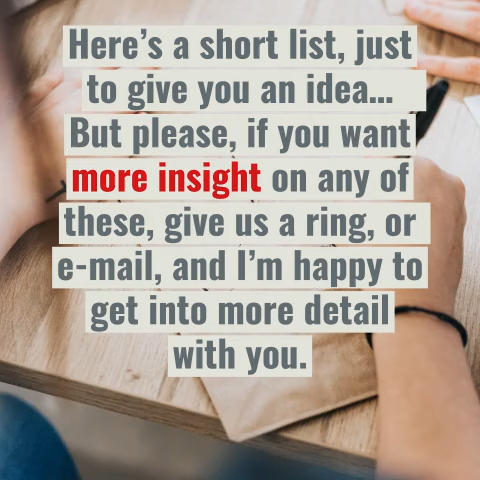 Here’s a short list, just
to give you an idea...
But please, if you want
more insight on any of
these, give us a ring, or
e-mail, and I’m happy to
get into more detail
with you.